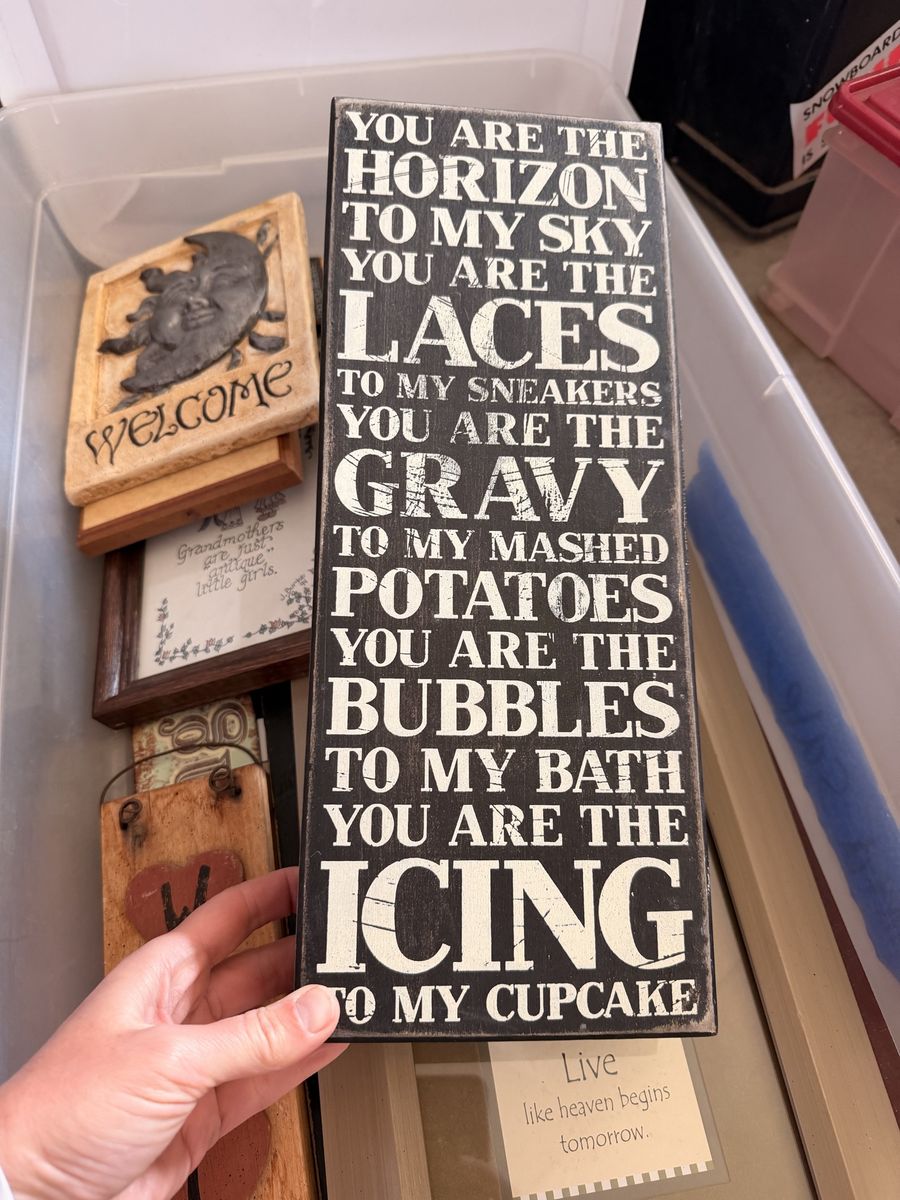 YOU ARE THE
HORIZON
TO MY SKY
YOU ARE THE
LACES
TO MY SNEAKERS
YOU ARE THE
GRAVY
TO MY MASHED
POTATOES
YOU ARE THE
BUBBLES
TO MY BATH
YOU ARE THE
ICING
TO MY CUPCAKE
WELCOME
Grandmothers
are just
antique
little girls.
W
Live
like heaven begins
tomorrow.
SNOWBOARD